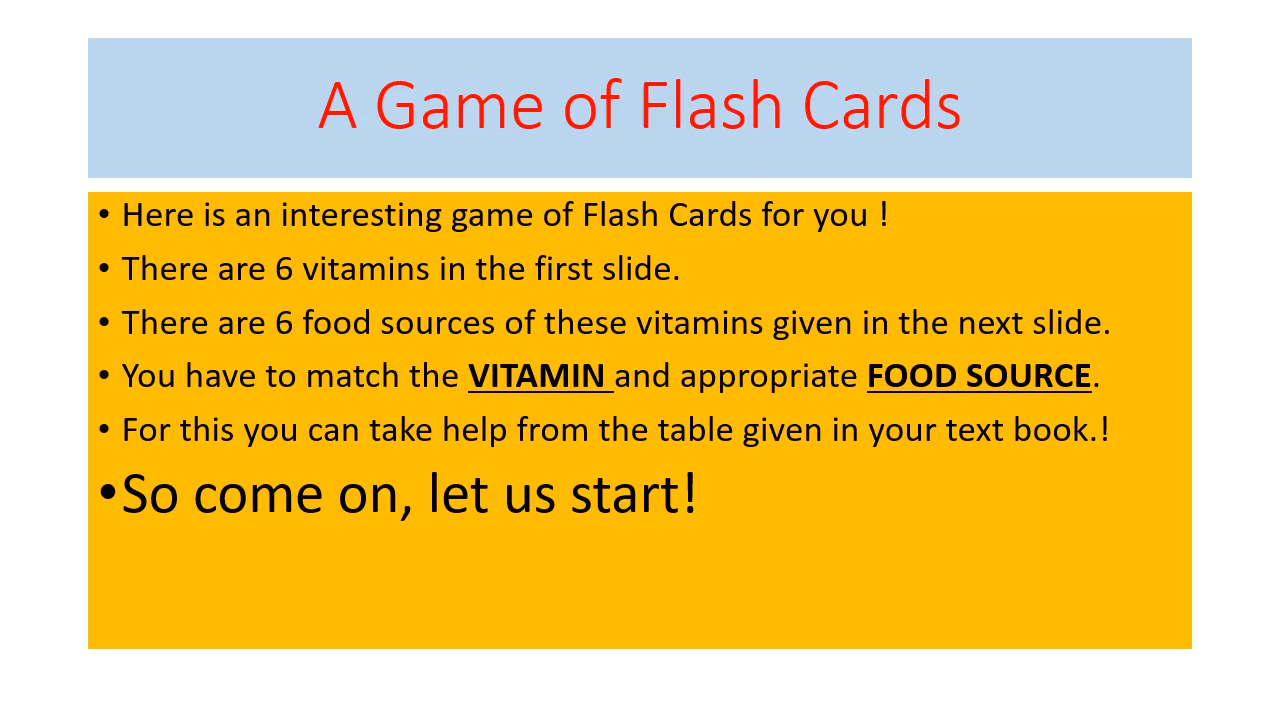 A Game of Flash Cards
• Here is an interesting game of Flash Cards for you !
• There are 6 vitamins in the first slide.
• There are 6 food sources of these vitamins given in the next slide.
• You have to match the VITAMIN and appropriate FOOD SOURCE.
• For this you can take help from the table given in your text book.!
•So come on, let us start!